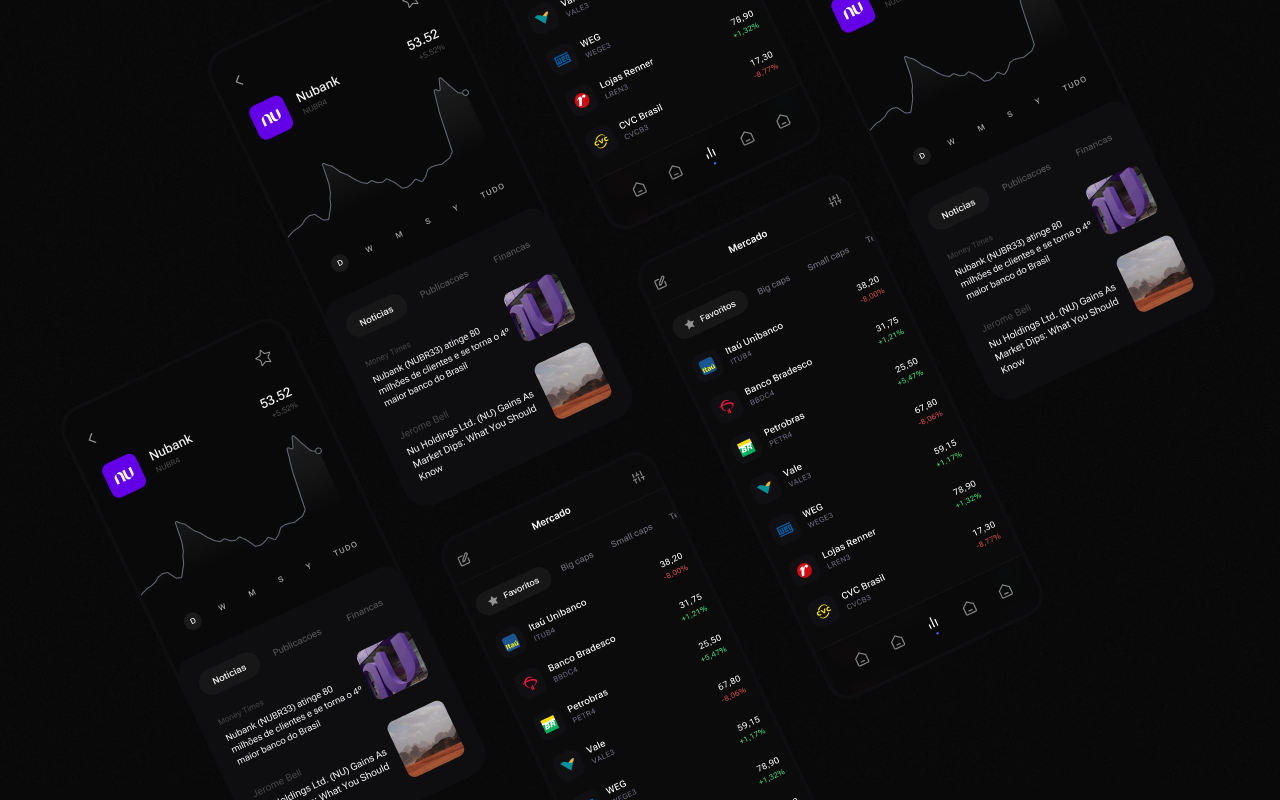 53.52
+5.52%
nu
Nubank
NUBR4
D
W
M
S
Y
TUDO
Noticias
Publicacoes
Financas
Money Times
Nubank (NUBR33) atinge 80
milhões de clientes e se torna o 4º
maior banco do Brasil
Jerome Bell
Nu Holdings Ltd. (NU) Gains As
Market Dips: What You Should
Know
VALE3
WEG
WEGE3
78,90
+1,32%
Lojas Renner
LREN3
17,30
-8,77%
CVC Brasil
CVCB3
nu
D
W
M
S
Y
TUDO
Noticias
Publicacoes
Financas
Money Times
Nubank (NUBR33) atinge 80
milhões de clientes e se torna o 4º
maior banco do Brasil
Jerome Bell
Nu Holdings Ltd. (NU) Gains As
Market Dips: What You Should
Know
Mercado
Favoritos
Big caps
Small caps
Itaú Unibanco
ITUB4
38,20
-8,00%
Banco Bradesco
BBDC4
31,75
+1,21%
Petrobras
PETR4
25,50
+5,47%
Vale
VALE3
67,80
-8,06%
WEG
WEGE3
59,15
+1,17%
Lojas Renner
LREN3
78,90
+1,32%
CVC Brasil
CVCB3
17,30
-8,77%
53.52
+5.52%
nu
Nubank
NUBR4
D
W
M
S
Y
TUDO
Noticias
Publicacoes
Financas
Money Times
Nubank (NUBR33) atinge 80
milhões de clientes e se torna o 4º
maior banco do Brasil
Jerome Bell
Holdings Ltd. (NU) Gains As
Market Dips: What You Should
Mercado
Favoritos
Big caps
Small caps
Itaú Unibanco
ITUB4
38,20
-8,00%
Banco Bradesco
BBDC4
31,75
+1,21%
Petrobras
PETR4
25,50
+5,47%
Vale
VALE3
67,80
-8,06%
WEG
WEGE3
59,15
+1,17%
78,90
+1,32%